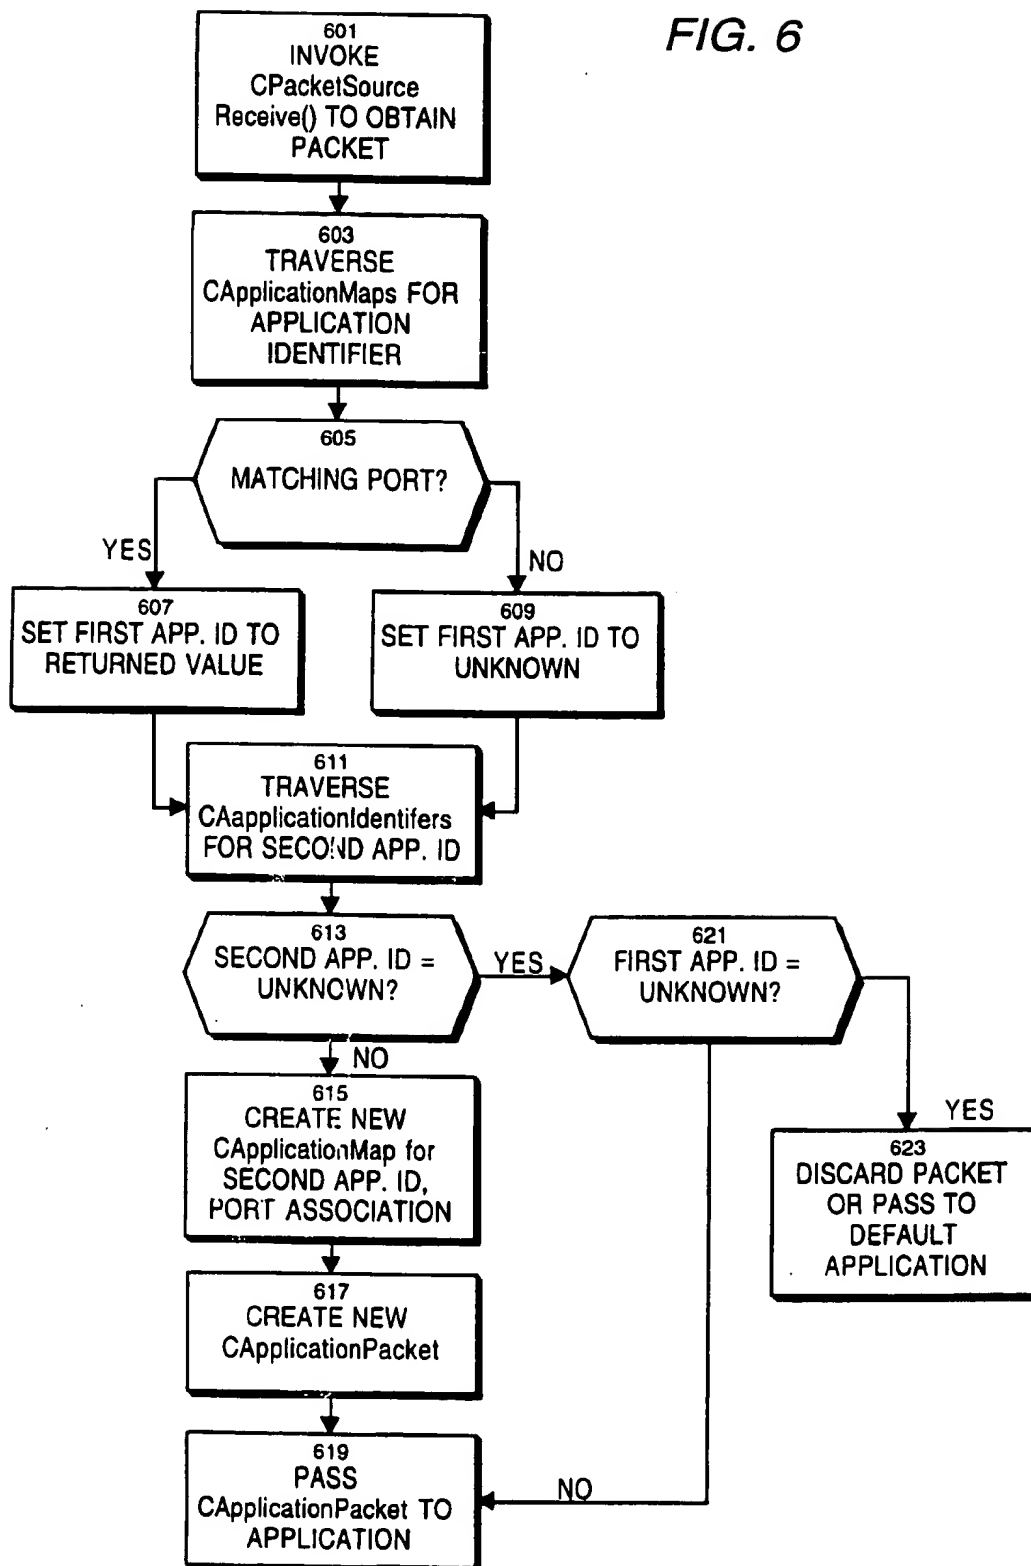 FIG. 6
601
INVOKE
CPacketSource
Receive() TO OBTAIN
PACKET
603
TRAVERSE
CApplicationMaps FOR
APPLICATION
IDENTIFIER
605
MATCHING PORT?
YES
NO
607
SET FIRST APP. ID TO
RETURNED VALUE
609
SET FIRST APP. ID TO
UNKNOWN
611
TRAVERSE
CAapplicationIdentifers
FOR SECOND APP. ID
613
SECOND APP. ID =
UNKNOWN?
YES
621
FIRST APP. ID =
UNKNOWN?
NO
615
CREATE NEW
CApplicationMap for
SECOND APP. ID,
PORT ASSOCIATION
YES
623
DISCARD PACKET
OR PASS TO
DEFAULT
APPLICATION
617
CREATE NEW
CApplicationPacket
619
PASS
CApplicationPacket TO
APPLICATION
NO